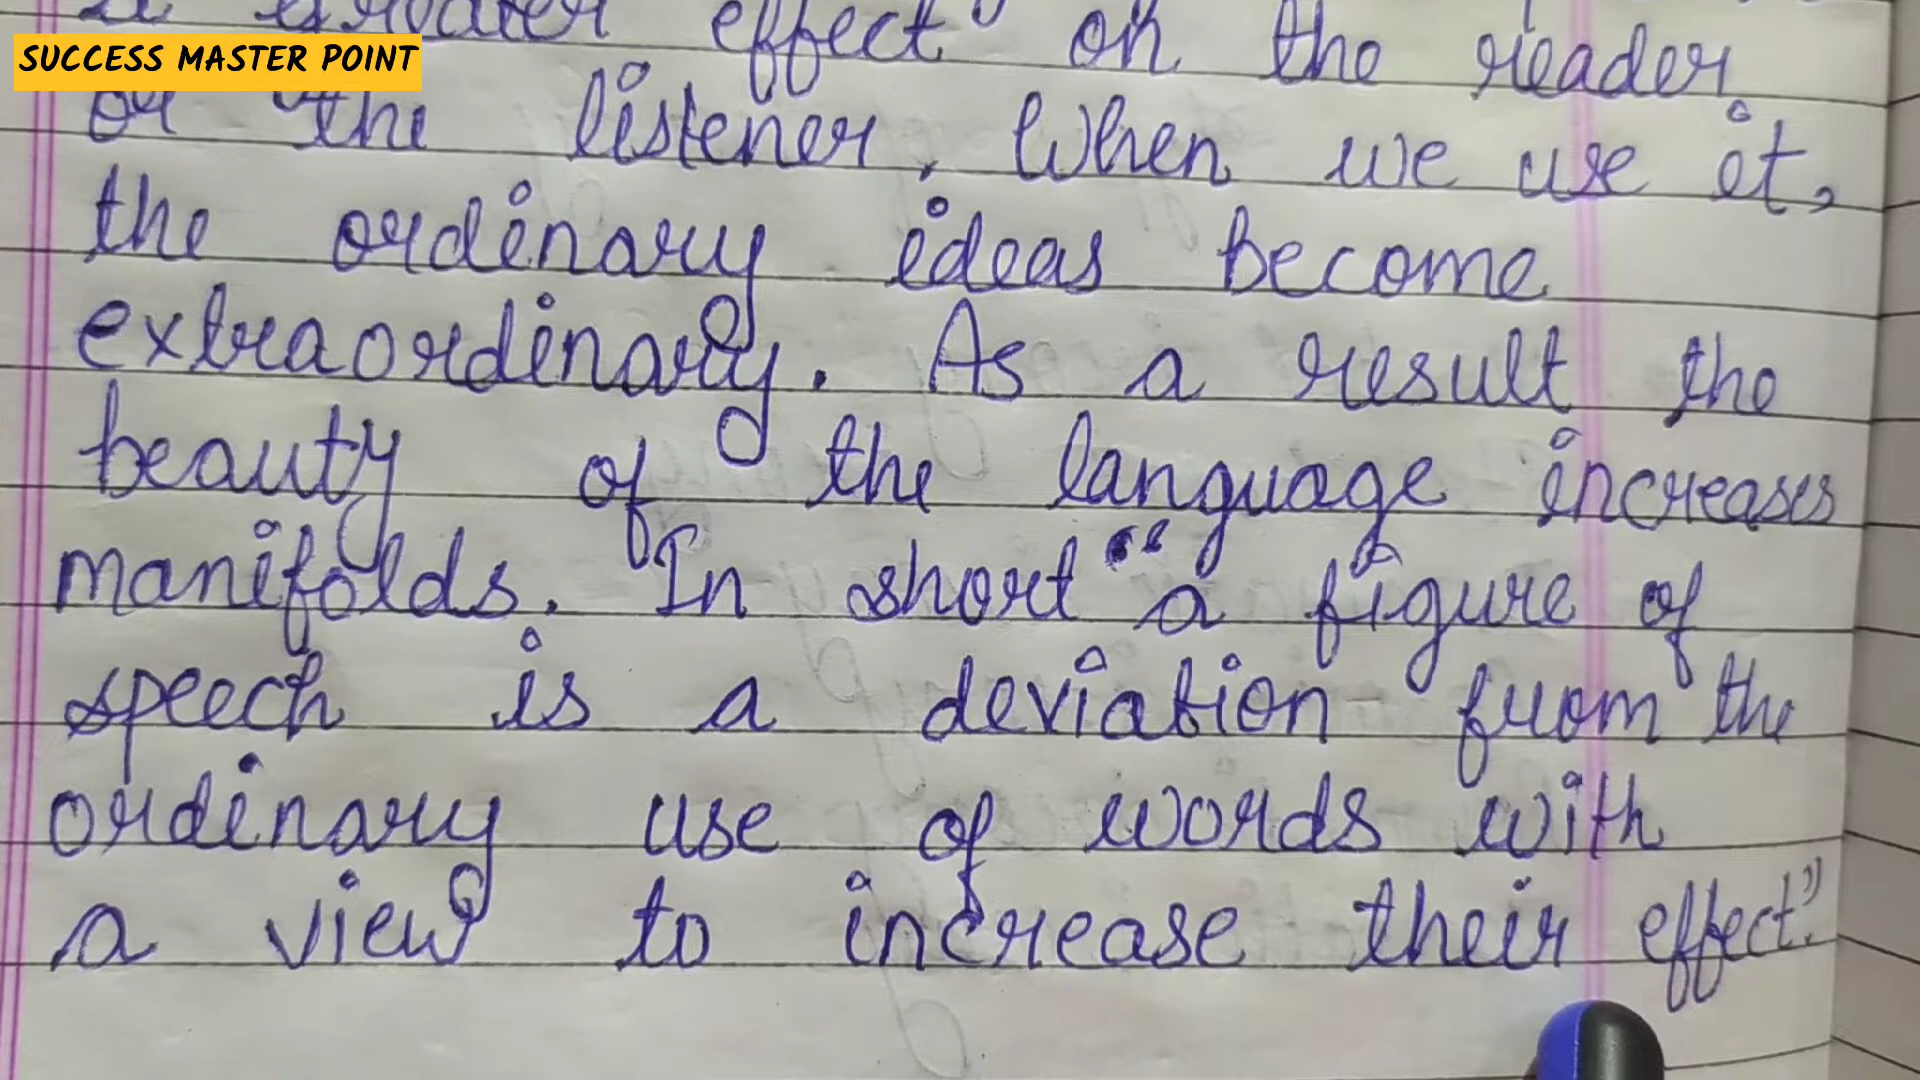 greater effect on the reader
SUCCESS MASTER POINT
or the listener. When we use it,
the ordinary ideas become
extraordinary. As a result the
beauty of the language increases
manifolds. In short "a figure of
speech is a deviation from the
ordinary use of words with
a view to increase their effect."